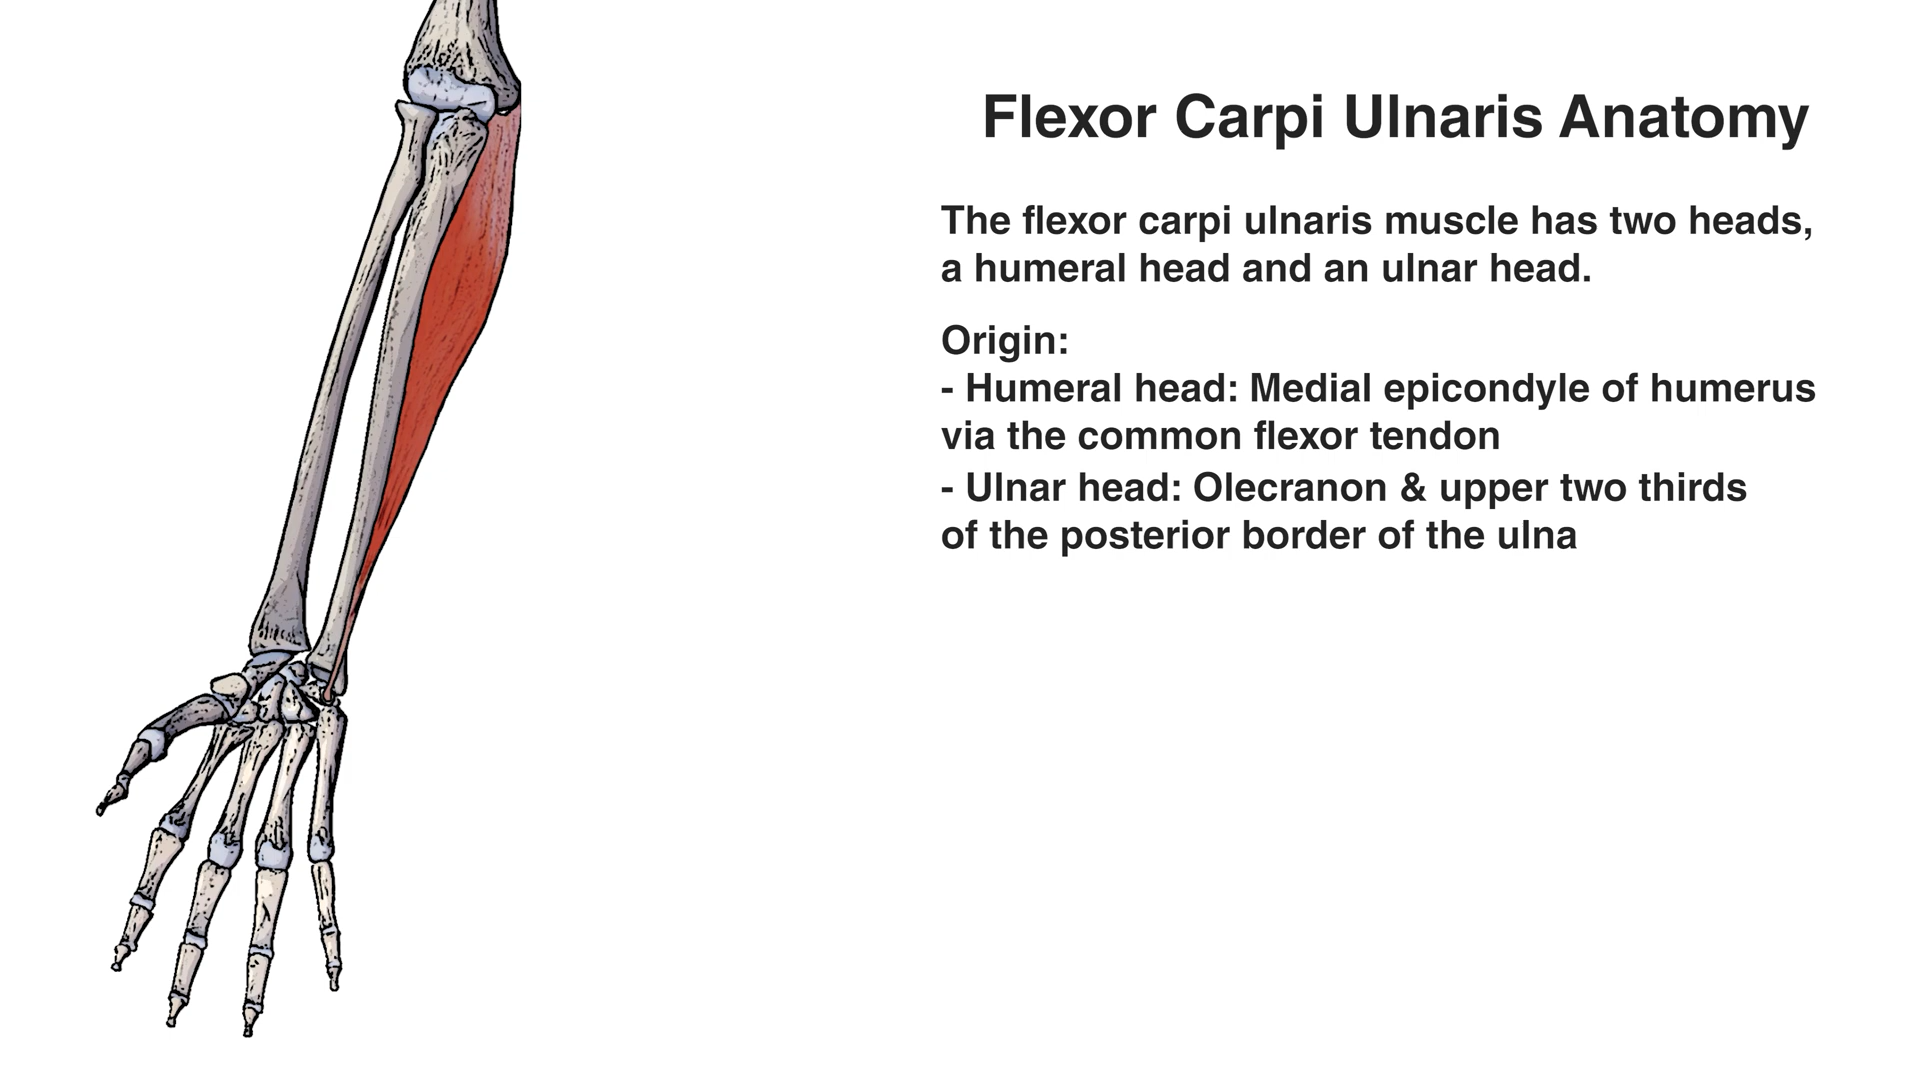 Flexor Carpi Ulnaris Anatomy
The flexor carpi ulnaris muscle has two heads,
a humeral head and an ulnar head.
Origin:
- Humeral head: Medial epicondyle of humerus
via the common flexor tendon
- Ulnar head: Olecranon & upper two thirds
of the posterior border of the ulna